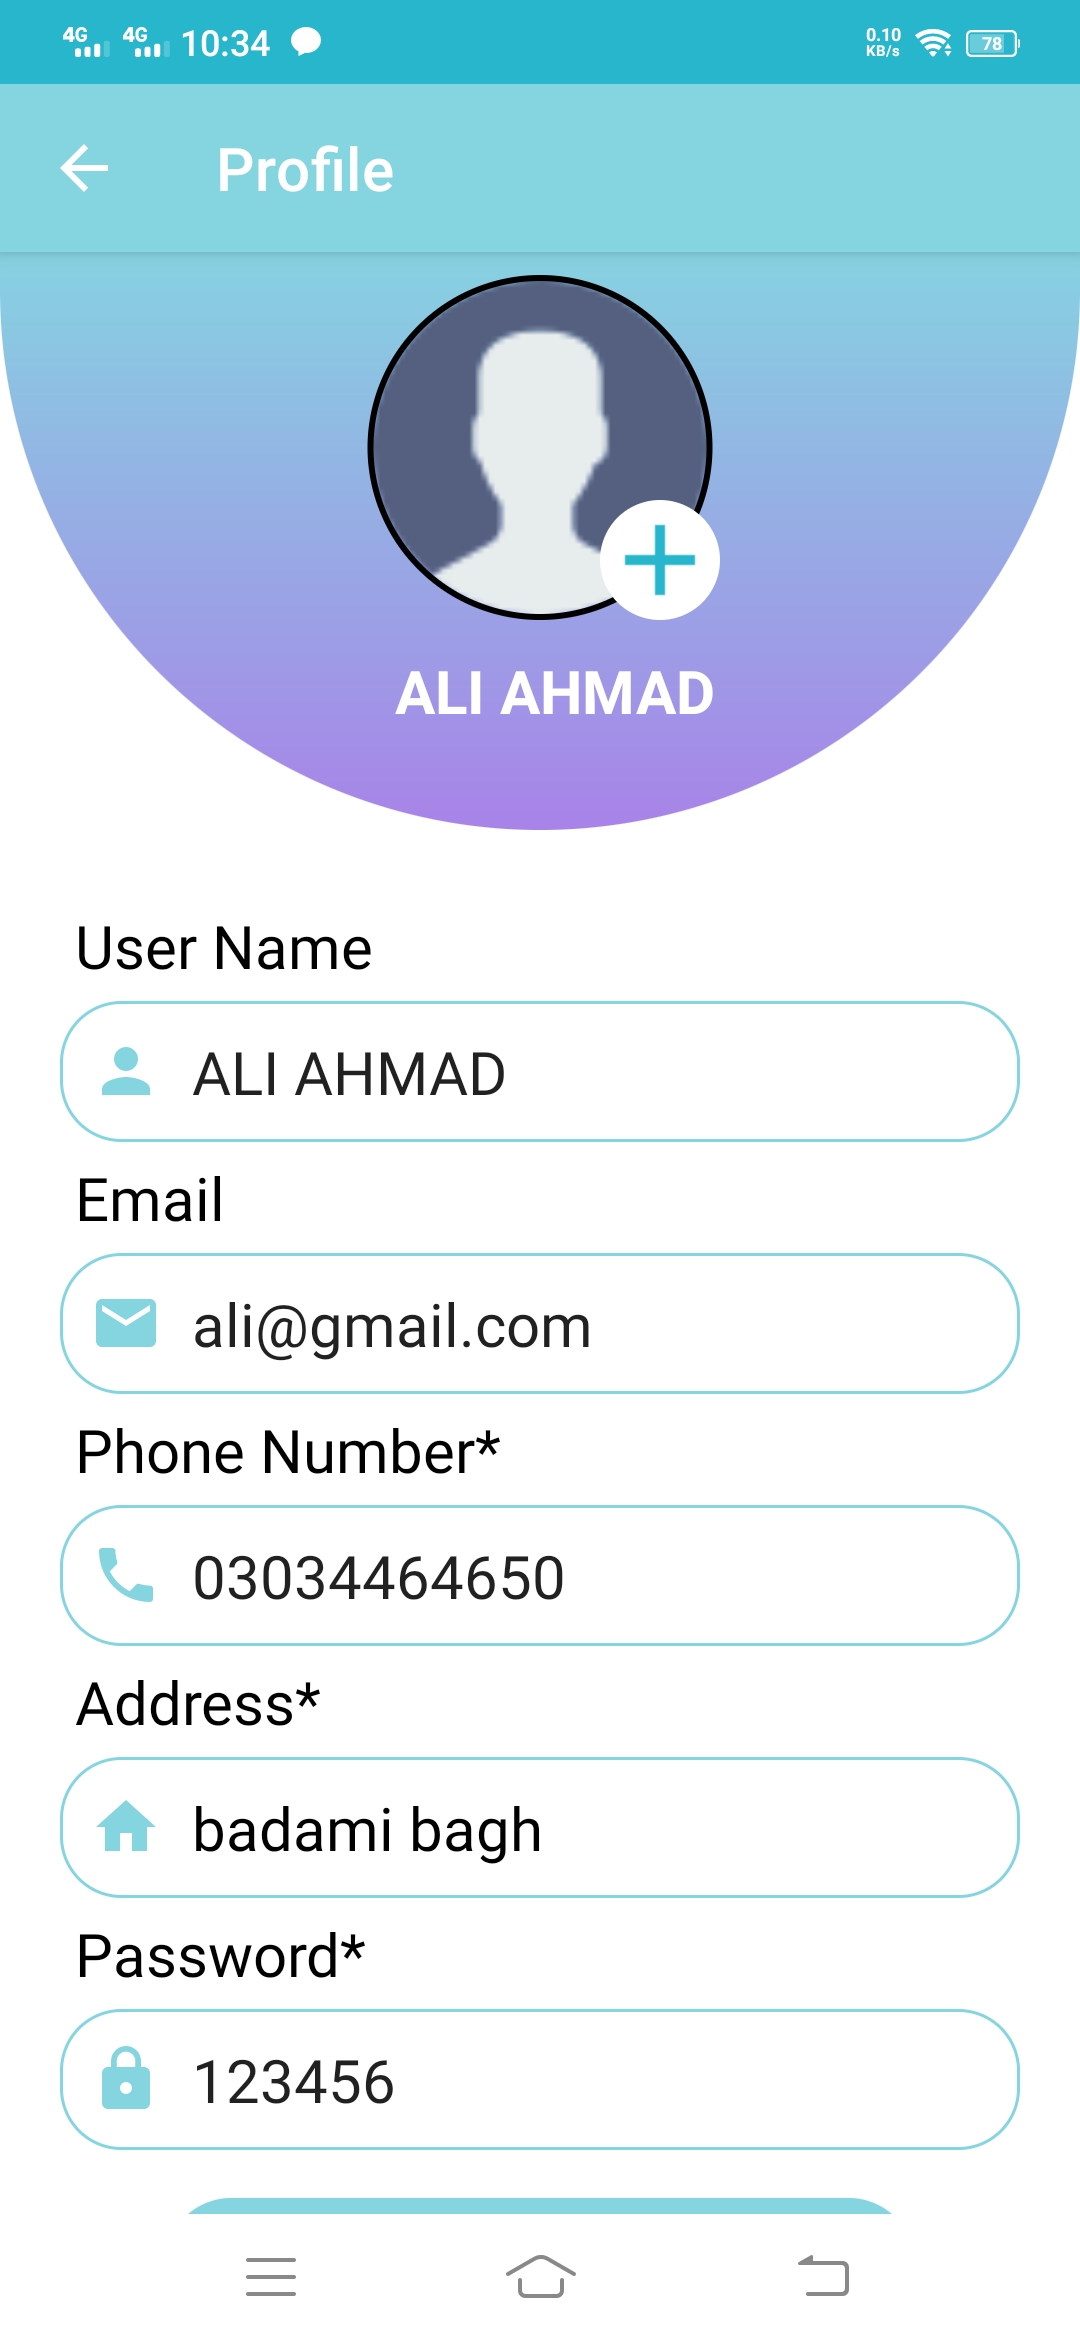 4G 4G 10:34 0.10 KB/s 78
Profile
ALI AHMAD
User Name
ALI AHMAD
Email
ali@gmail.com
Phone Number*
03034464650
Address*
badami bagh
Password*
123456